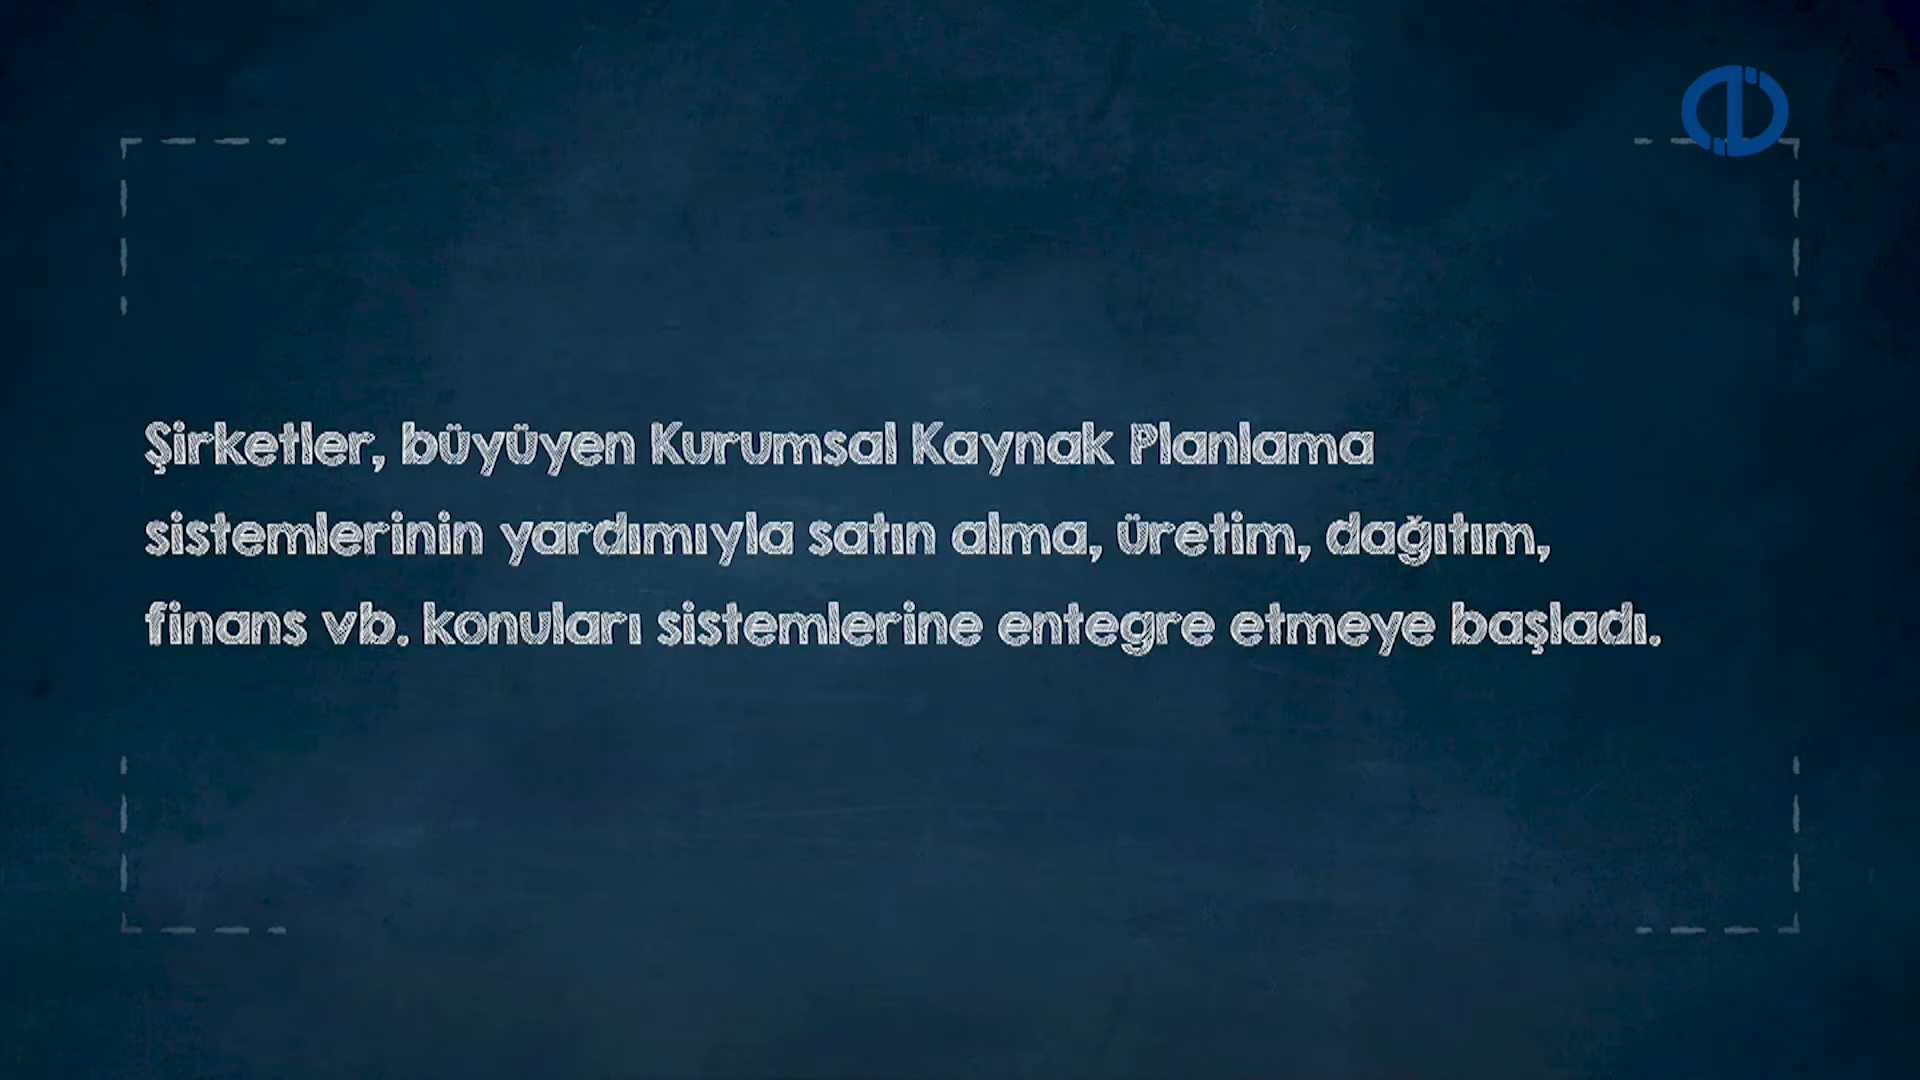 Şirketler, büyüyen Kurumsal Kaynak Planlama
sistemlerinin yardımıyla satın alma, üretim, dağıtım,
finans vb. konuları sistemlerine entegre etmeye başladı.